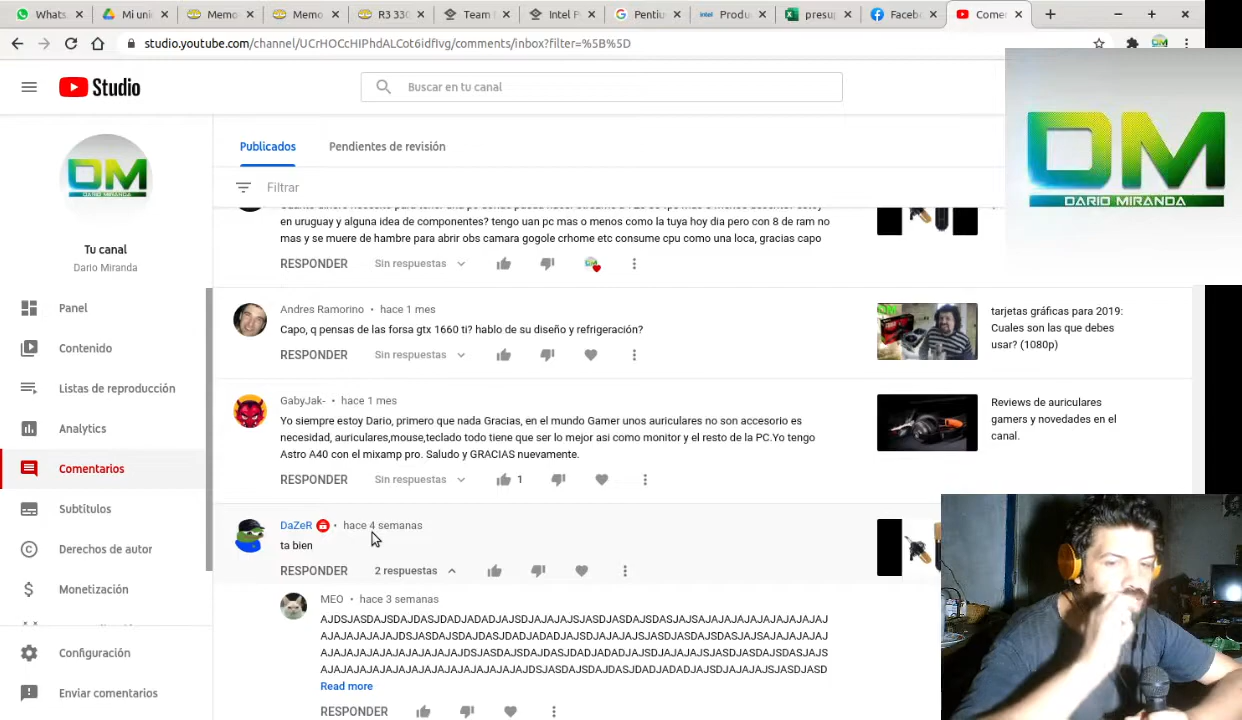 Whats
Mi uni
Memo
Memo
R3 330
Team
Intel P
Pentiu
Produ
presup
Faceb
Come
studio.youtube.com/channel/UCrHOCcHIPhdALCot6idfIvg/comments/inbox?filter=%5B%5D
Studio
Buscar en tu canal
DM
DARIO MIRANDA
Tu canal
Dario Miranda
Panel
Contenido
Listas de reproducción
Analytics
Comentarios
Subtítulos
Derechos de autor
Monetización
Configuración
Enviar comentarios
Publicados
Pendientes de revisión
Filtrar
en uruguay y alguna idea de componentes? tengo uan pc mas o menos como la tuya hoy dia pero con 8 de ram no
mas y se muere de hambre para abrir obs camara gogole crhome etc consume cpu como una loca, gracias capo
RESPONDER Sin respuestas
Andres Ramorino • hace 1 mes
Capo, q pensas de las forsa gtx 1660 ti? hablo de su diseño y refrigeración?
RESPONDER Sin respuestas
tarjetas gráficas para 2019:
Cuales son las que debes
usar? (1080p)
GabyJak- • hace 1 mes
Yo siempre estoy Dario, primero que nada Gracias, en el mundo Gamer unos auriculares no son accesorio es
necesidad, auriculares,mouse,teclado todo tiene que ser lo mejor asi como monitor y el resto de la PC.Yo tengo
Astro A40 con el mixamp pro. Saludo y GRACIAS nuevamente.
RESPONDER Sin respuestas 1
Reviews de auriculares
gamers y novedades en el
canal.
DaZeR • hace 4 semanas
ta bien
RESPONDER 2 respuestas
MEO • hace 3 semanas
AJDSJASDAJSDAJSDAJDASJDADJADADJAJSDJAJAJAJSJASDJASDAJSDASJAJSAJAJAJAJAJAJAJAJAJ
AJAJAJAJAJAJDSJASDAJSDAJDASJDADJADADJAJSDJAJAJAJSJASDJASDAJSDASJAJSAJAJAJAJAJAJ
AJAJAJAJAJAJAJAJAJAJDSJASDAJSDAJDASJDADJADADJAJSDJAJAJAJSJASDJASDAJSDASJAJSAJAJS
AJAJAJAJAJAJAJAJAJAJAJAJAJAJAJDSJASDAJSDAJDASJDADJADADJAJSDJAJAJAJSJASDJASD
Read more
RESPONDER
DM
DARIO MIRANDA